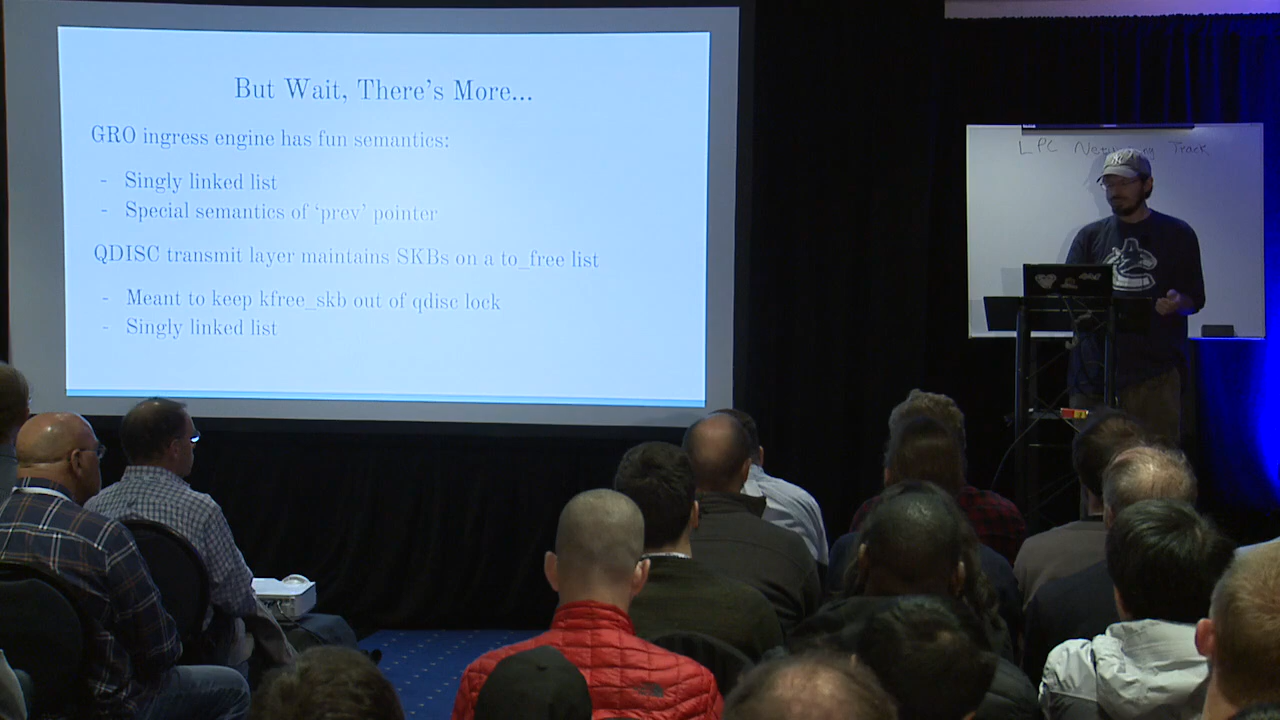 But Wait, There's More...
GRO ingress engine has fun semantics:
- Singly linked list
- Special semantics of 'prev' pointer
QDISC transmit layer maintains SKBs on a to_free list
- Meant to keep kfree_skb out of qdisc lock
- Singly linked list
LPC Track